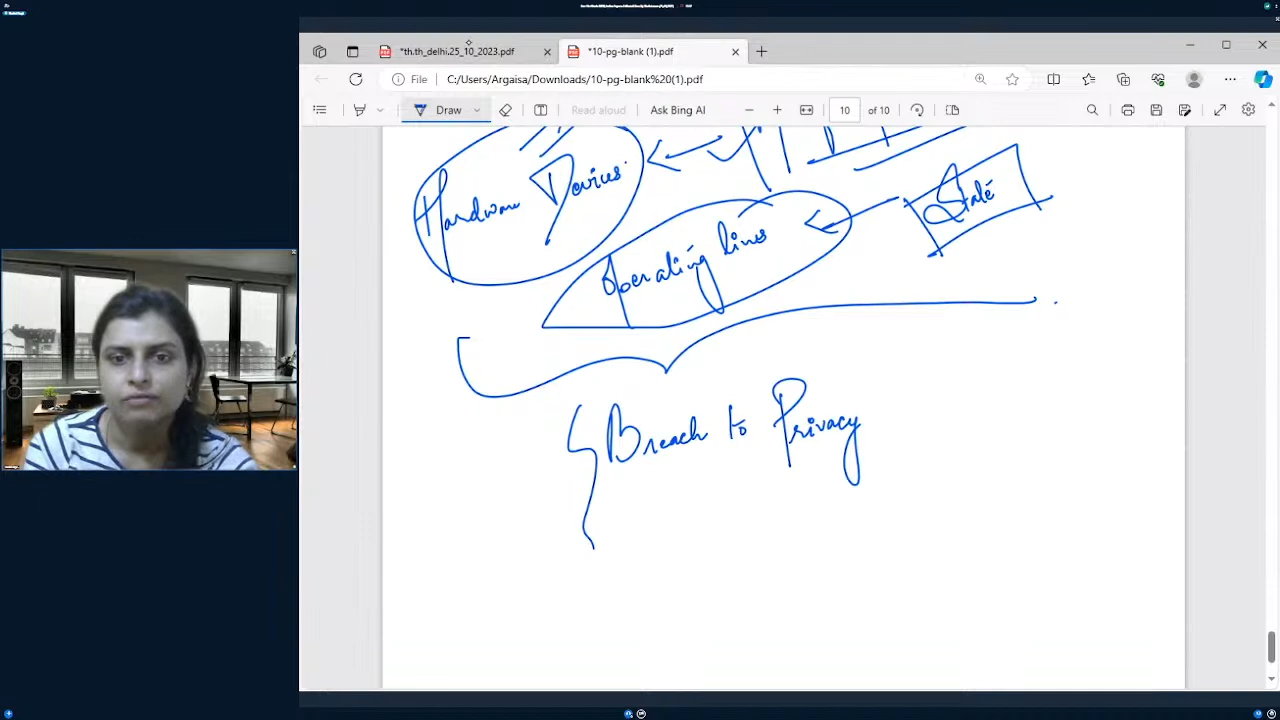 *th.th_delhi.25_10_2023.pdf
*10-pg-blank (1).pdf
File C:/Users/Argaisa/Downloads/10-pg-blank%20(1).pdf
Draw Read aloud Ask Bing AI 10 of 10
Hardware Devices
State
Operating lines
Breach to Privacy